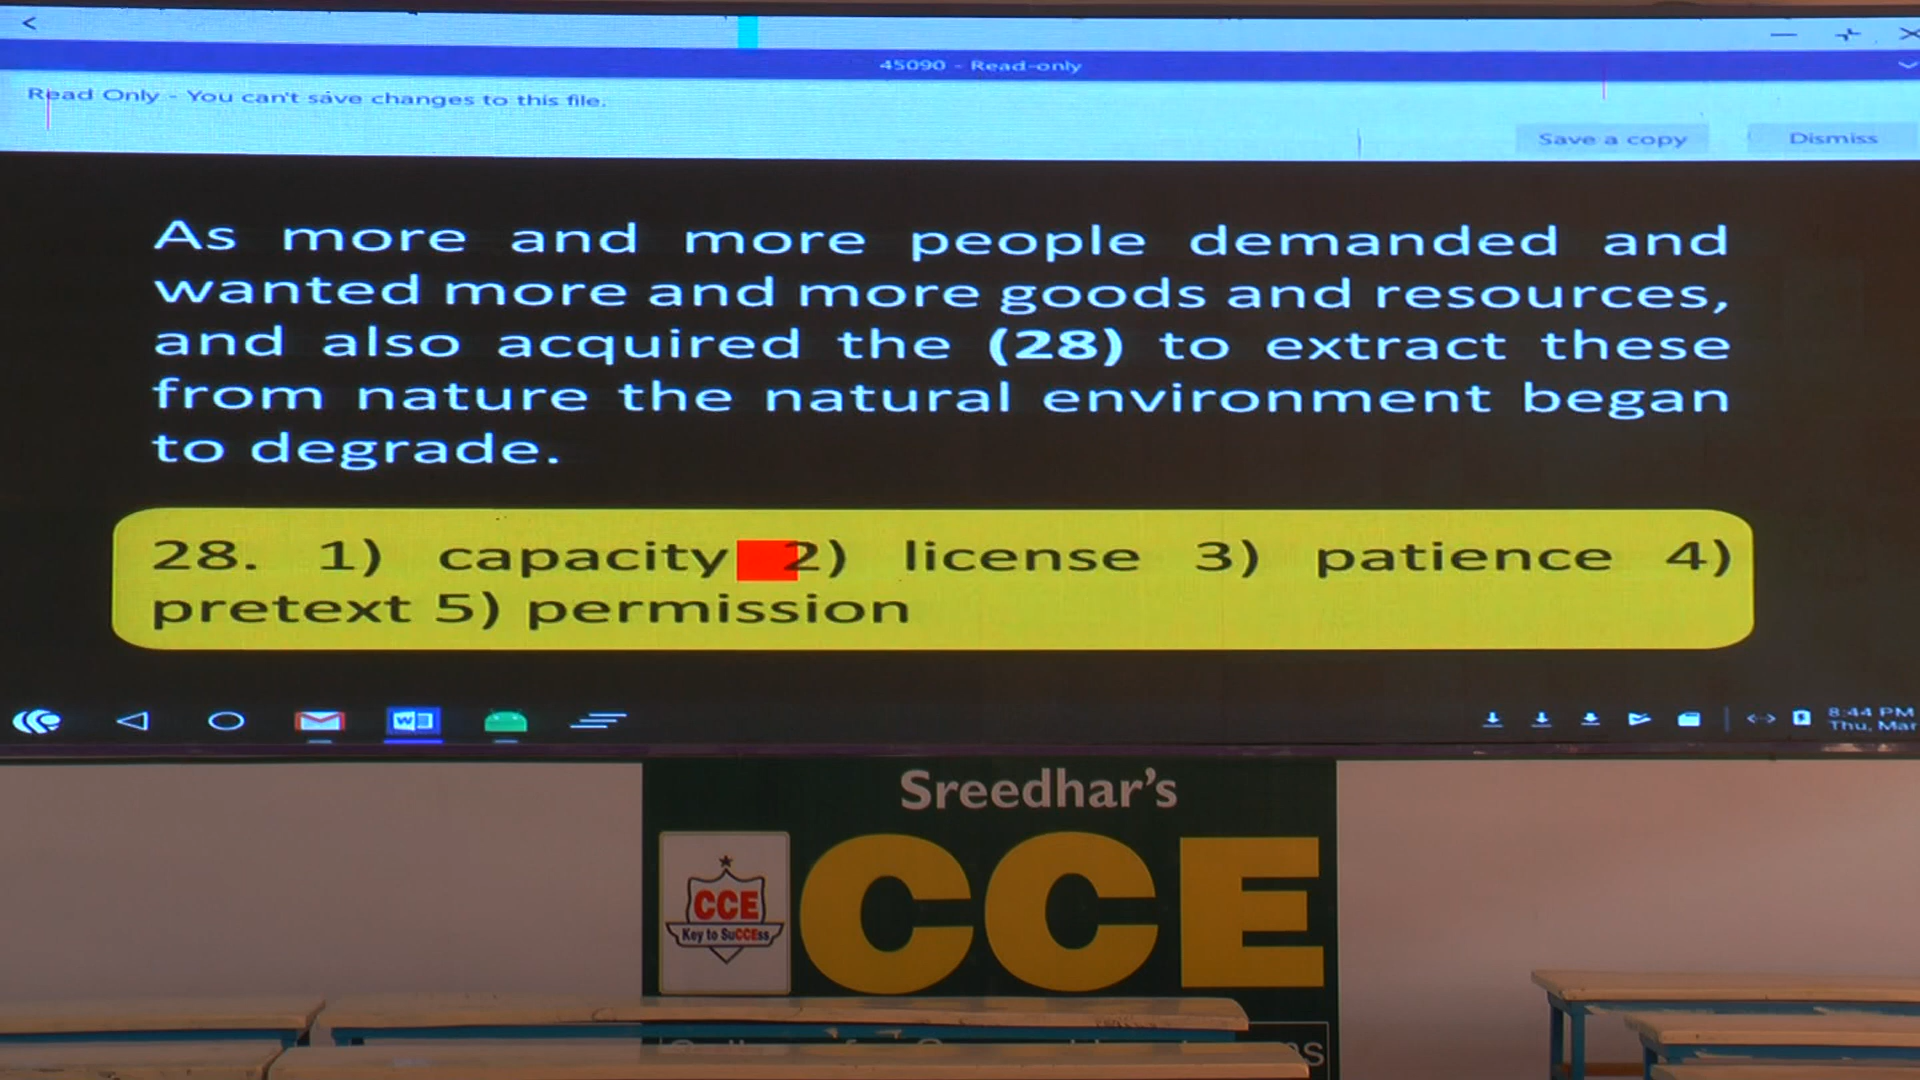 45090 - Read-only
Read Only - You can't save changes to this file.
Save a copy Dismiss
As more and more people demanded and
wanted more and more goods and resources,
and also acquired the (28) to extract these
from nature the natural environment began
to degrade.
28. 1) capacity 2) license 3) patience 4)
pretext 5) permission
8:44 PM
Thu, Mar
Sreedhar's
CCE
CCE
Key to SuCCEss